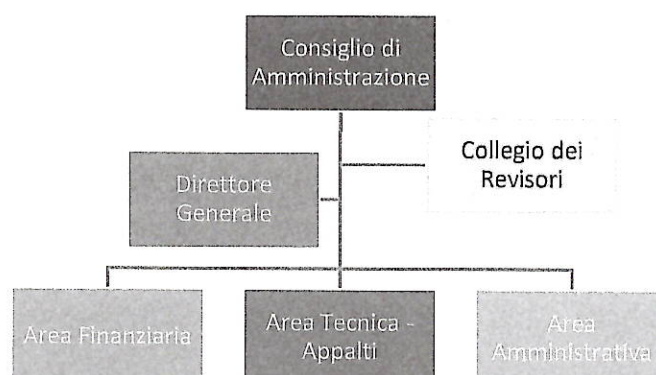 Consiglio di
Amministrazione
Collegio dei
Revisori
Direttore
Generale
Area Finanziaria
Area Tecnica -
Appalti
Area
Amministrativa